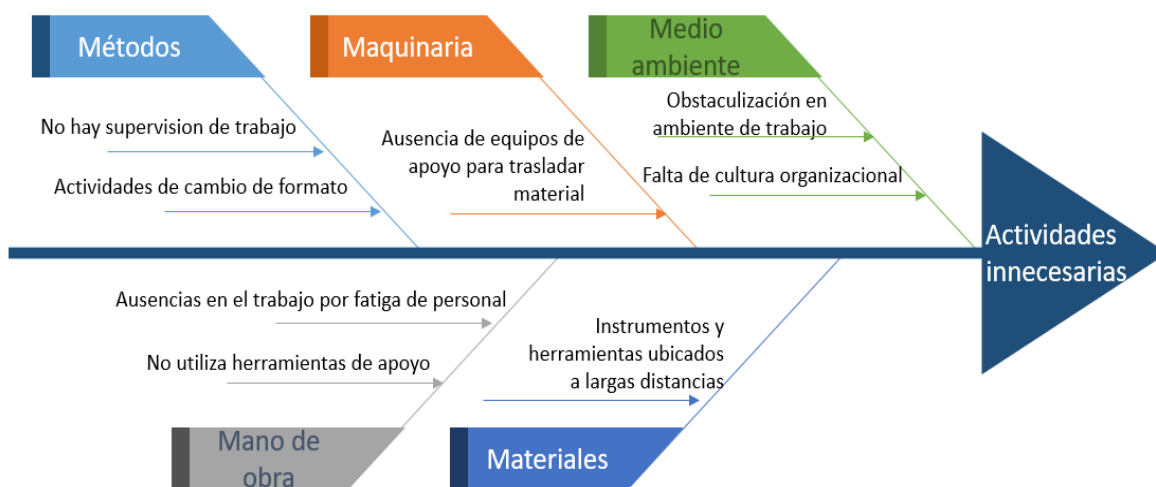 Métodos
Maquinaria
Medio
ambiente
No hay supervision de trabajo
Actividades de cambio de formato
Ausencia de equipos de
apoyo para trasladar
material
Obstaculización en
ambiente de trabajo
Falta de cultura organizacional
Actividades
innecesarias
Ausencias en el trabajo por fatiga de personal
No utiliza herramientas de apoyo
Instrumentos y
herramientas ubicados
a largas distancias
Mano de
obra
Materiales